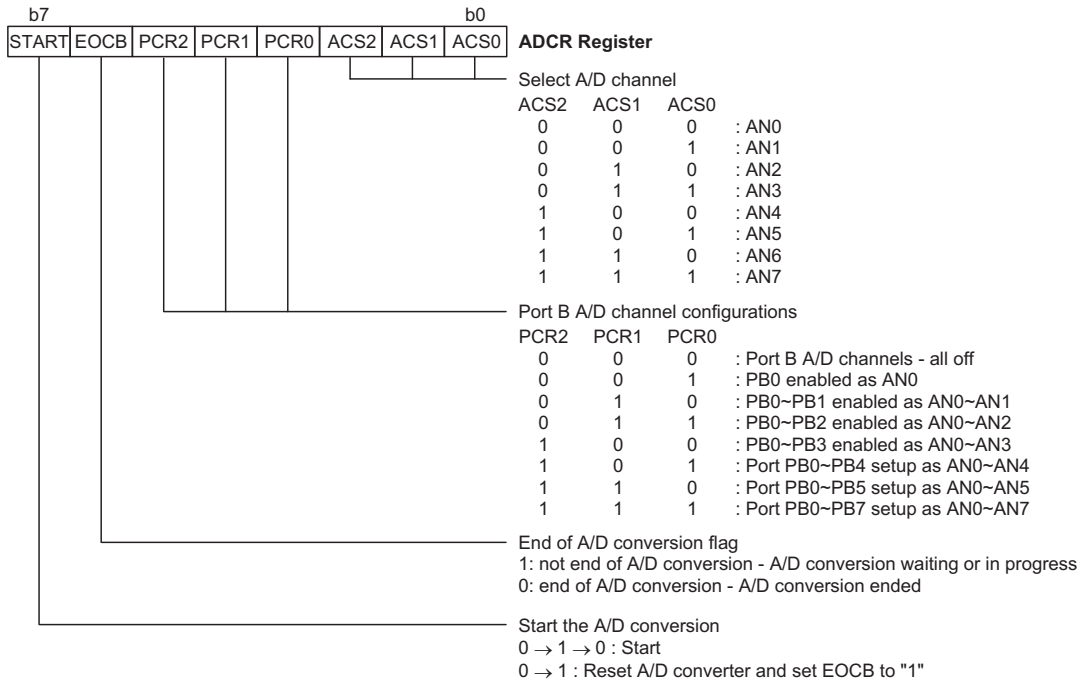 b7 b0
START EOCB PCR2 PCR1 PCR0 ACS2 ACS1 ACS0 ADCR Register
Select A/D channel
ACS2 ACS1 ACS0
0 0 0 : AN0
0 0 1 : AN1
0 1 0 : AN2
0 1 1 : AN3
1 0 0 : AN4
1 0 1 : AN5
1 1 0 : AN6
1 1 1 : AN7
Port B A/D channel configurations
PCR2 PCR1 PCR0
0 0 0 : Port B A/D channels - all off
0 0 1 : PB0 enabled as AN0
0 1 0 : PB0~PB1 enabled as AN0~AN1
0 1 1 : PB0~PB2 enabled as AN0~AN2
1 0 0 : PB0~PB3 enabled as AN0~AN3
1 0 1 : Port PB0~PB4 setup as AN0~AN4
1 1 0 : Port PB0~PB5 setup as AN0~AN5
1 1 1 : Port PB0~PB7 setup as AN0~AN7
End of A/D conversion flag
1: not end of A/D conversion - A/D conversion waiting or in progress
0: end of A/D conversion - A/D conversion ended
Start the A/D conversion
0 → 1 → 0 : Start
0 → 1 : Reset A/D converter and set EOCB to "1"